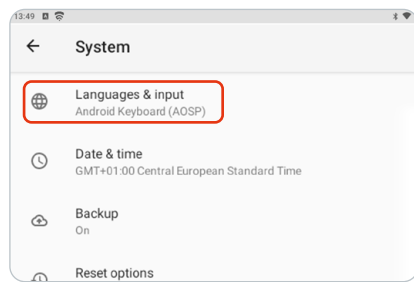 13:49
System
Languages & input
Android Keyboard (AOSP)
Date & time
GMT+01:00 Central European Standard Time
Backup
On
Reset options